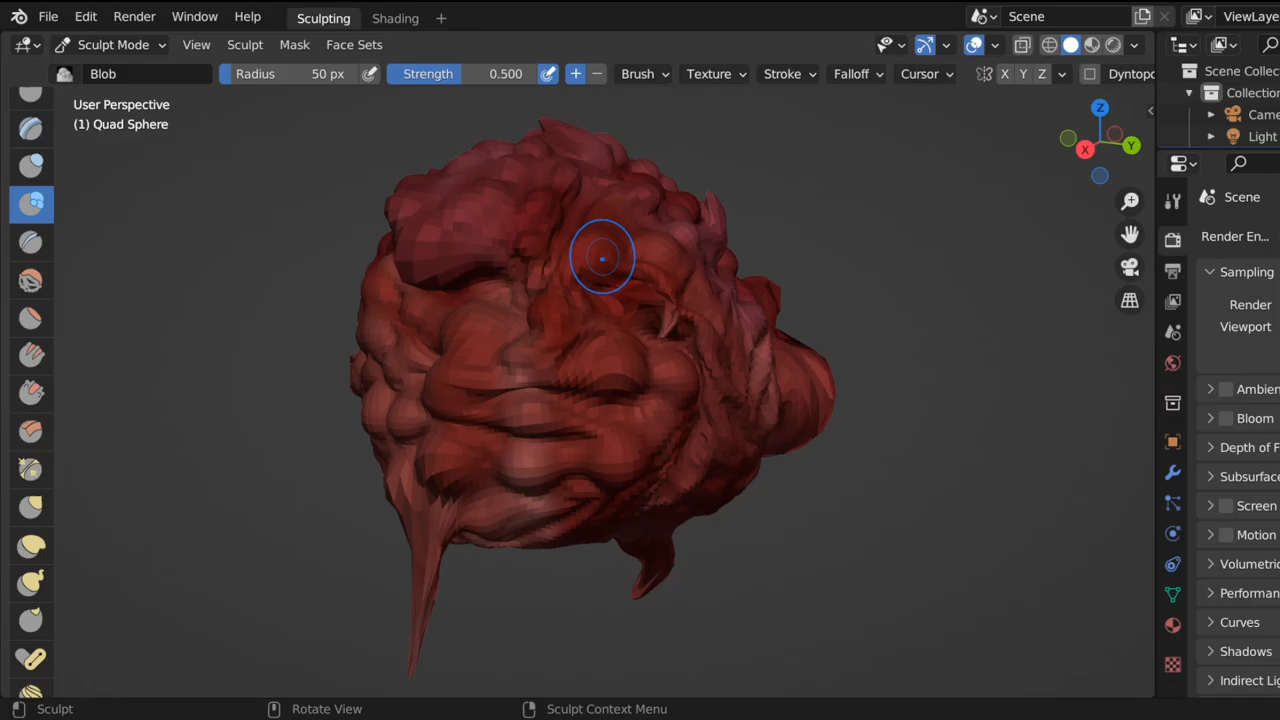 File Edit Render Window Help Sculpting Shading + Scene ViewLaye
Sculpt Mode View Sculpt Mask Face Sets
Blob Radius 50 px Strength 0.500 + − Brush Texture Stroke Falloff Cursor X Y Z Dyntopo
User Perspective
(1) Quad Sphere
Z
X
Y
Scene Collec
Collection
Came
Light
Scene
Render En...
Sampling
Render
Viewport
Ambien
Bloom
Depth of F
Subsurface
Screen
Motion
Volumetric
Performan
Curves
Shadows
Indirect Lig
Sculpt Rotate View Sculpt Context Menu